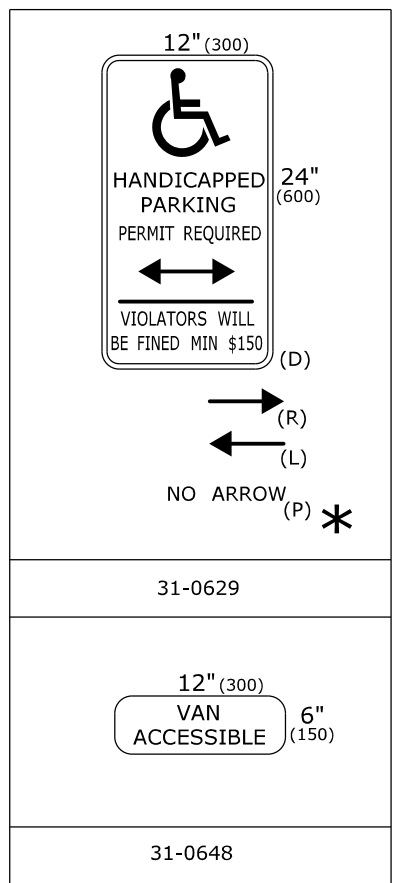 12" (300)
HANDICAPPED
PARKING
PERMIT REQUIRED
VIOLATORS WILL
BE FINED MIN $150
24"
(600)
(D)
(R)
(L)
NO ARROW (P) *
31-0629
12" (300)
VAN
ACCESSIBLE
6"
(150)
31-0648